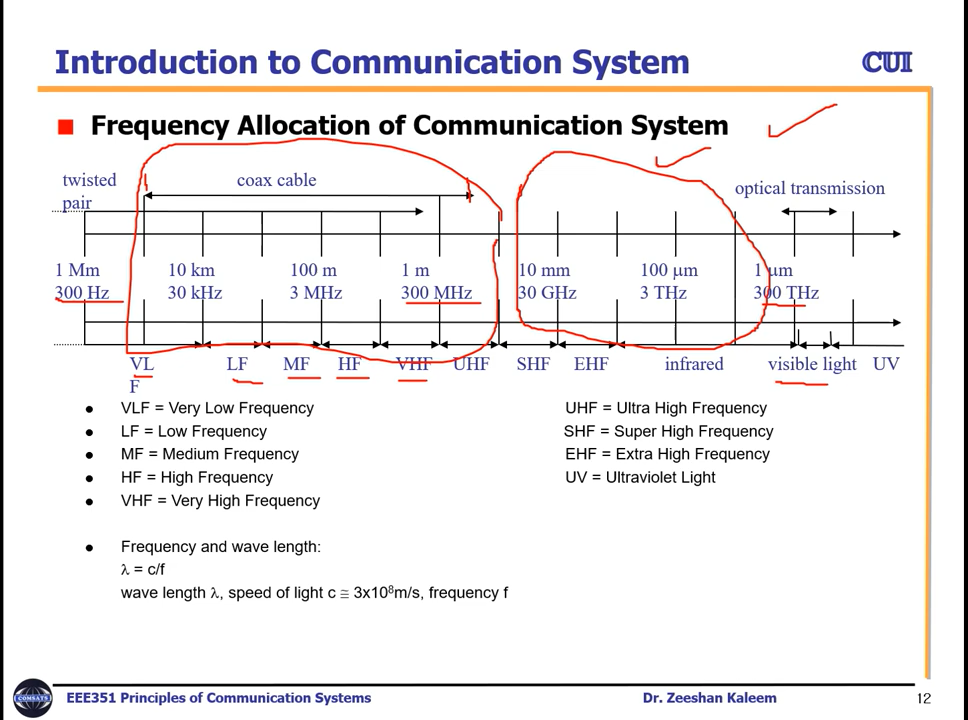 Introduction to Communication System
CUI
Frequency Allocation of Communication System
twisted pair
coax cable
optical transmission
1 Mm
300 Hz
10 km
30 kHz
100 m
3 MHz
1 m
300 MHz
10 mm
30 GHz
100 µm
3 THz
1 µm
300 THz
VL
F
LF
MF
HF
VHF
UHF
SHF
EHF
infrared
visible light
UV
VLF = Very Low Frequency
LF = Low Frequency
MF = Medium Frequency
HF = High Frequency
VHF = Very High Frequency
UHF = Ultra High Frequency
SHF = Super High Frequency
EHF = Extra High Frequency
UV = Ultraviolet Light
Frequency and wave length:
λ = c/f
wave length λ, speed of light c ≅ 3x10⁸m/s, frequency f
COMSATS
EEE351 Principles of Communication Systems
Dr. Zeeshan Kaleem
12